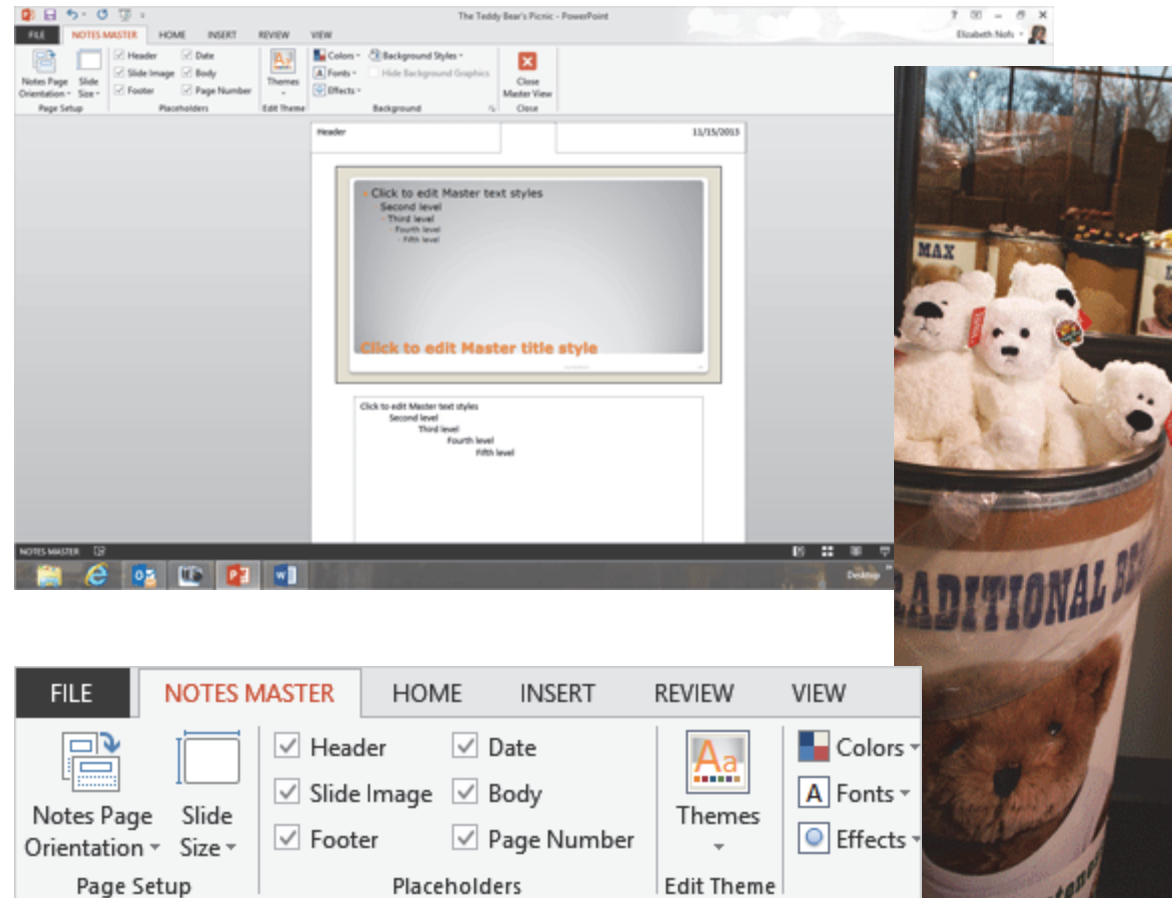 The Teddy Bear's Picnic - PowerPoint
FILE NOTES MASTER HOME INSERT REVIEW VIEW
Elizabeth Nofs
Notes Page Orientation
Slide Size
Header
Slide Image
Footer
Date
Body
Page Number
Themes
Colors
Fonts
Effects
Background Styles
Hide Background Graphics
Close
Master View
Page Setup
Placeholders
Edit Theme
Background
Close
Header
11/15/2013
Click to edit Master text styles
Second level
Third level
Fourth level
Fifth level
Click to edit Master title style
Click to edit Master text styles
Second level
Third level
Fourth level
Fifth level
NOTES MASTER
Desktop
MAX
FILE NOTES MASTER HOME INSERT REVIEW VIEW
Notes Page
Orientation
Slide
Size
Header
Slide Image
Footer
Date
Body
Page Number
Aa
Themes
Colors
A Fonts
Effects
Page Setup
Placeholders
Edit Theme
ADITIONAL